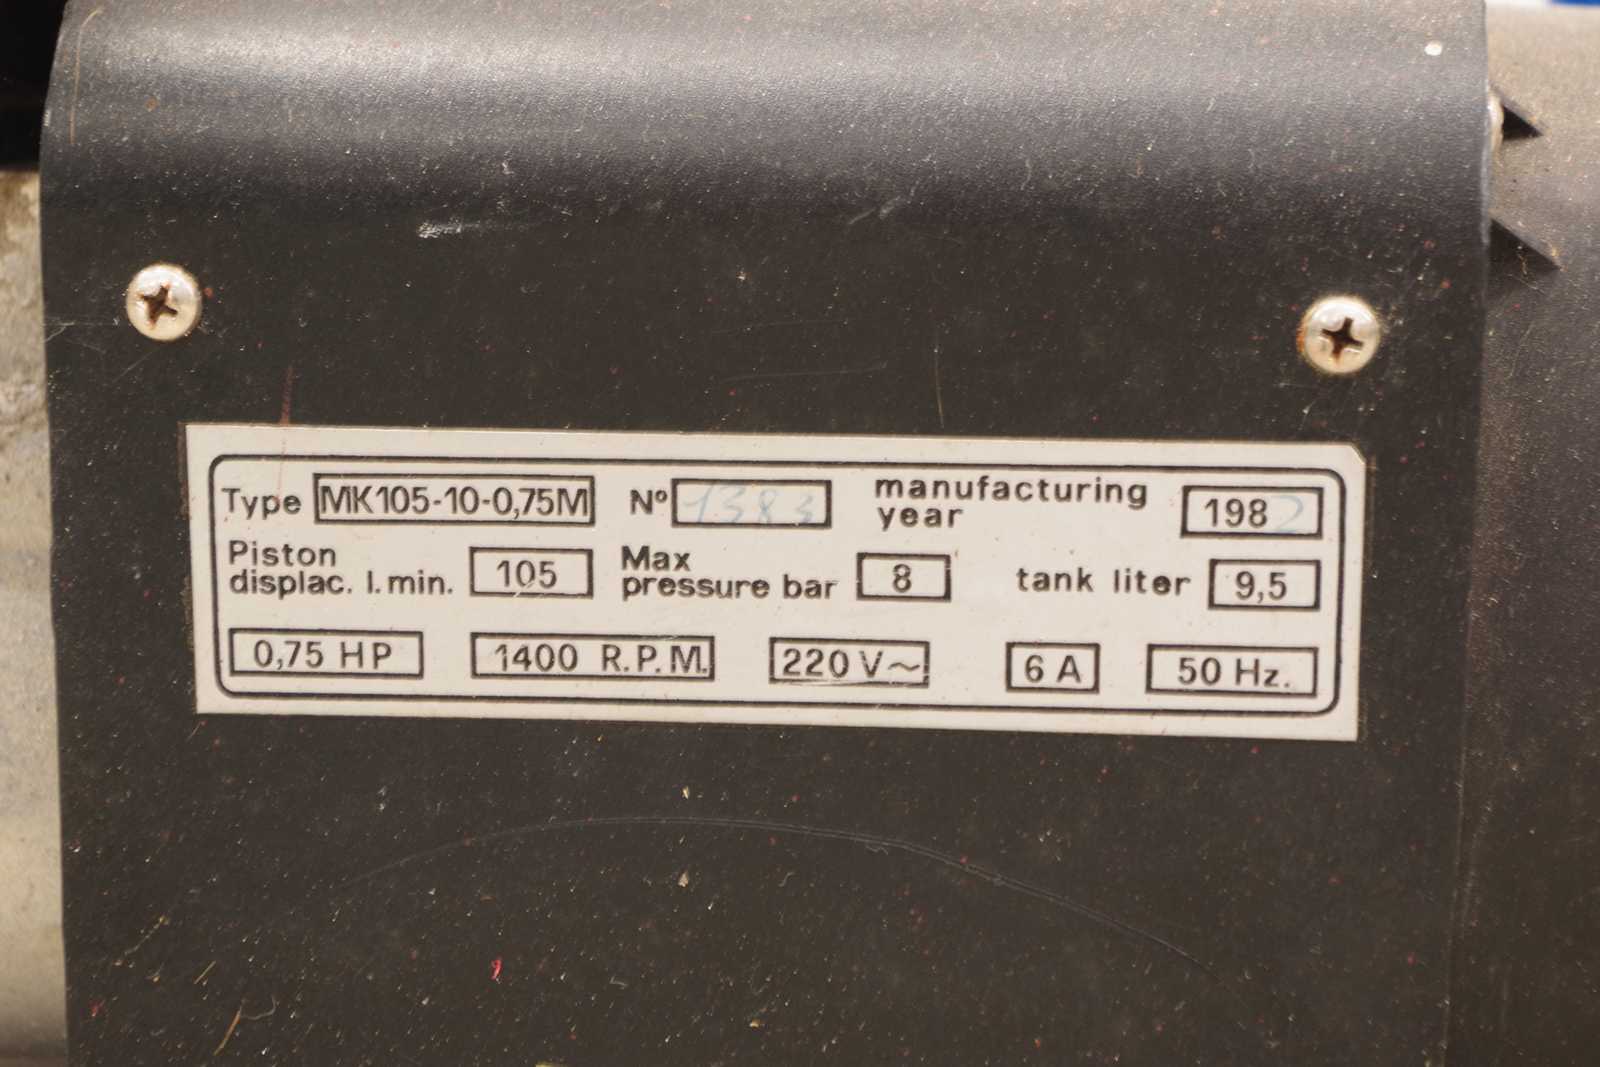 Type MK105-10-0,75M Nº 1383 manufacturing year 1982
Piston displac. l. min. 105 Max pressure bar 8 tank liter 9,5
0,75 HP 1400 R.P.M. 220 V~ 6 A 50 Hz.